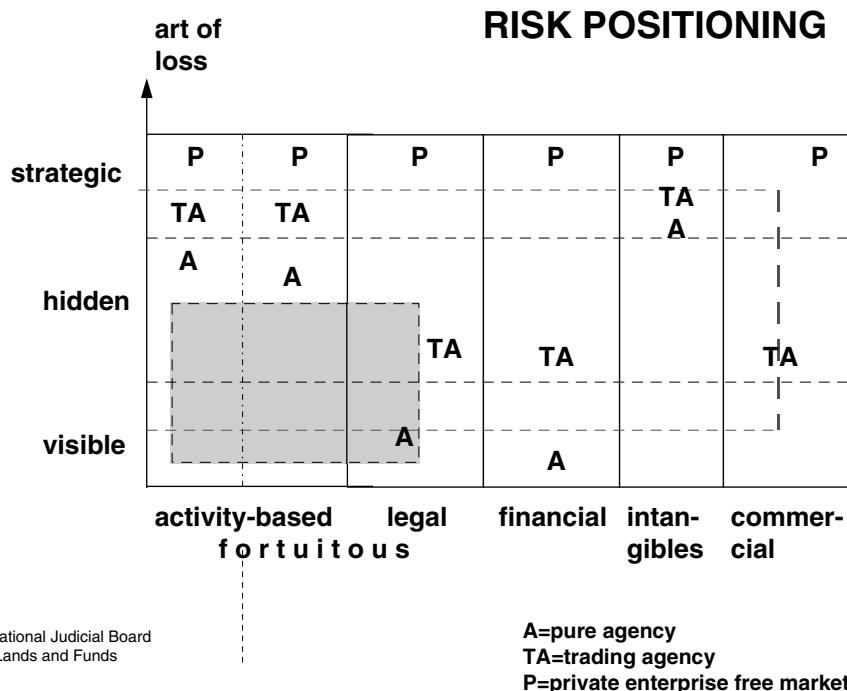 RISK POSITIONING
art of
loss
P P P P P P
strategic
TA TA TA
A
A A
hidden
TA TA TA
A
visible
A
activity-based legal financial intan- commer-
gibles cial
fortuitous
ational Judicial Board
Lands and Funds
A=pure agency
TA=trading agency
P=private enterprise free market